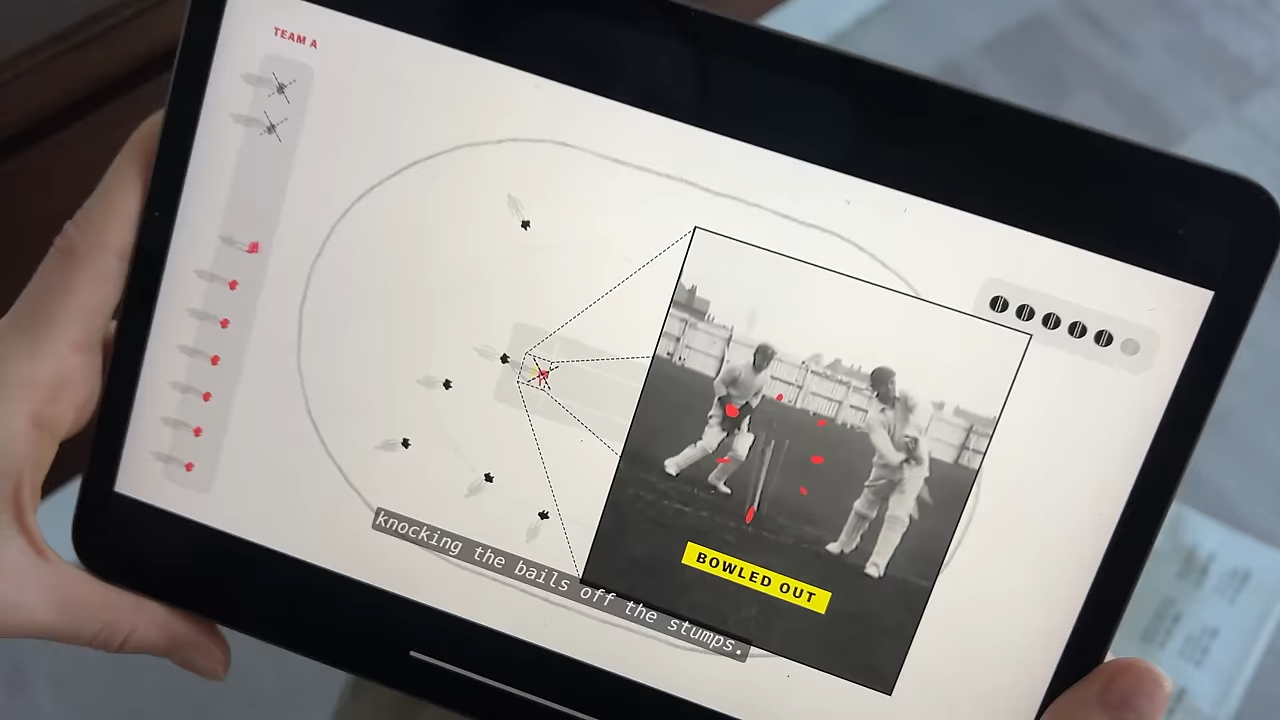 TEAM A
BOWLED OUT
knocking the bails off the stumps.